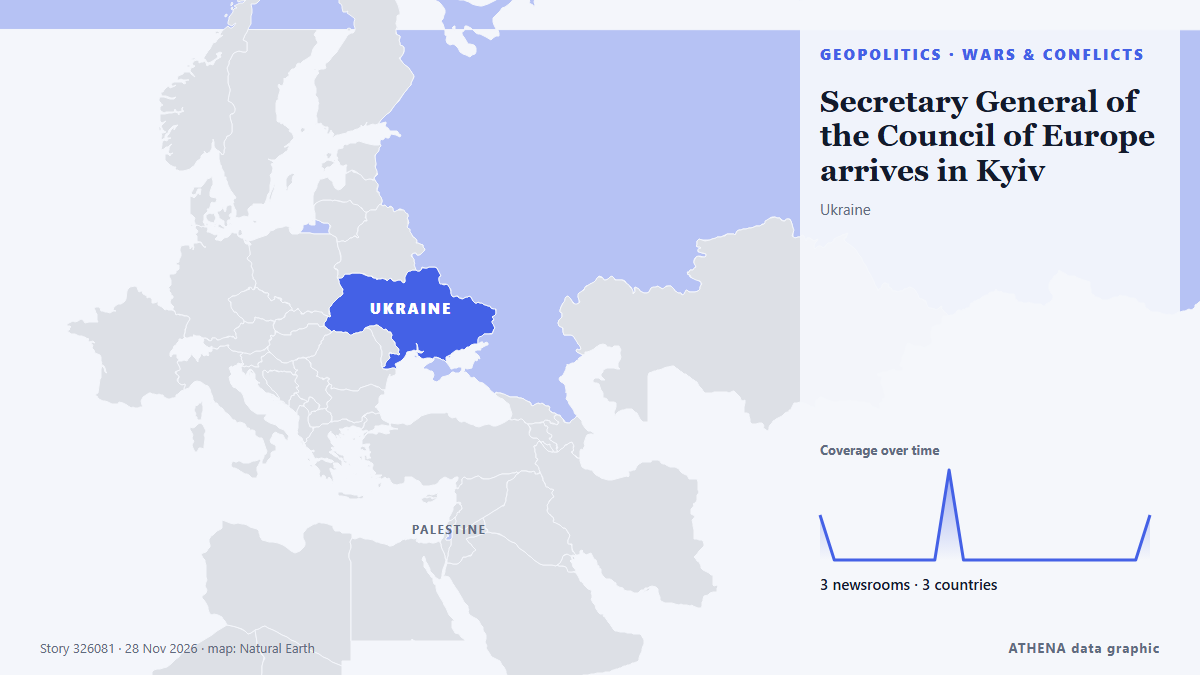 GEOPOLITICS · WARS & CONFLICTS
Secretary General of
the Council of Europe
arrives in Kyiv
Ukraine
UKRAINE
PALESTINE
Coverage over time
3 newsrooms · 3 countries
Story 326081 · 28 Nov 2026 · map: Natural Earth
ATHENA data graphic